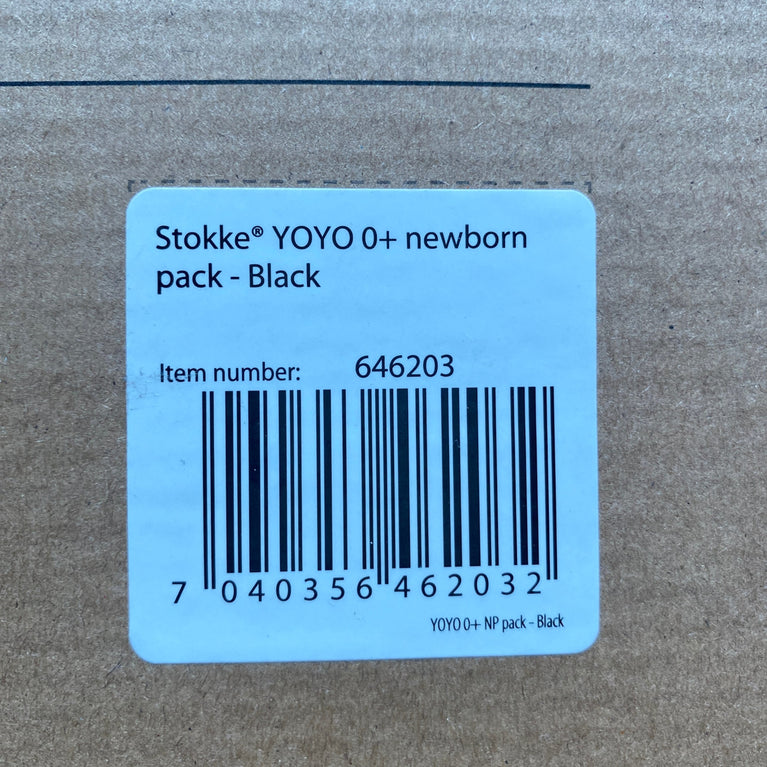 Stokke® YOYO 0+ newborn
pack - Black
Item number: 646203
7 040356 462032
YOYO 0+ NP pack - Black